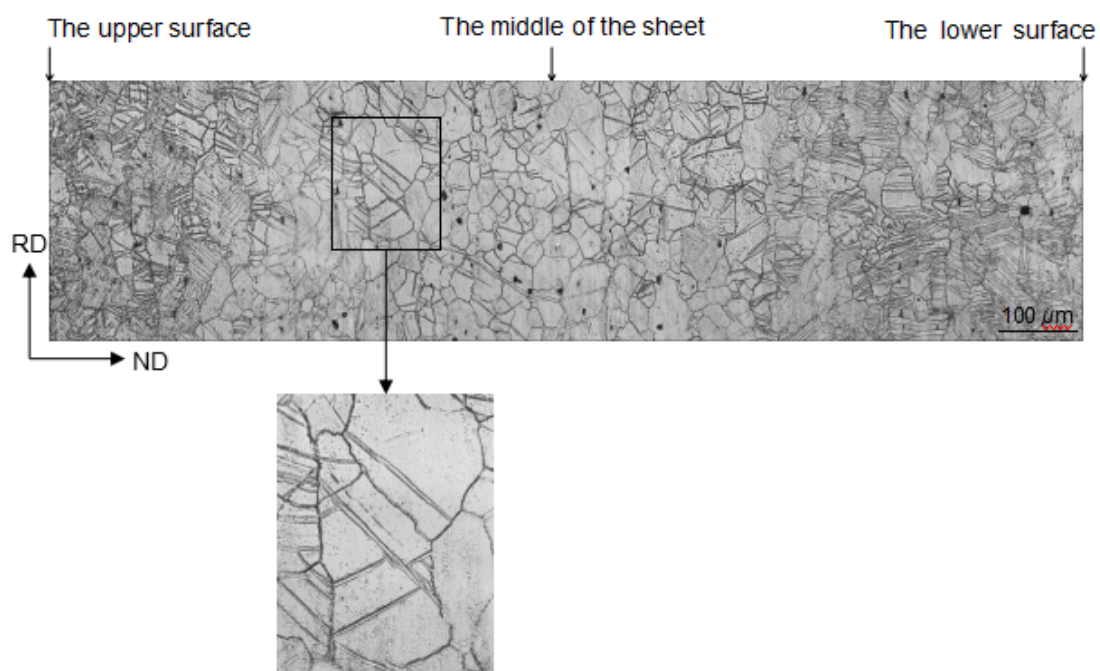 The upper surface
The middle of the sheet
The lower surface
RD
ND
100 μm